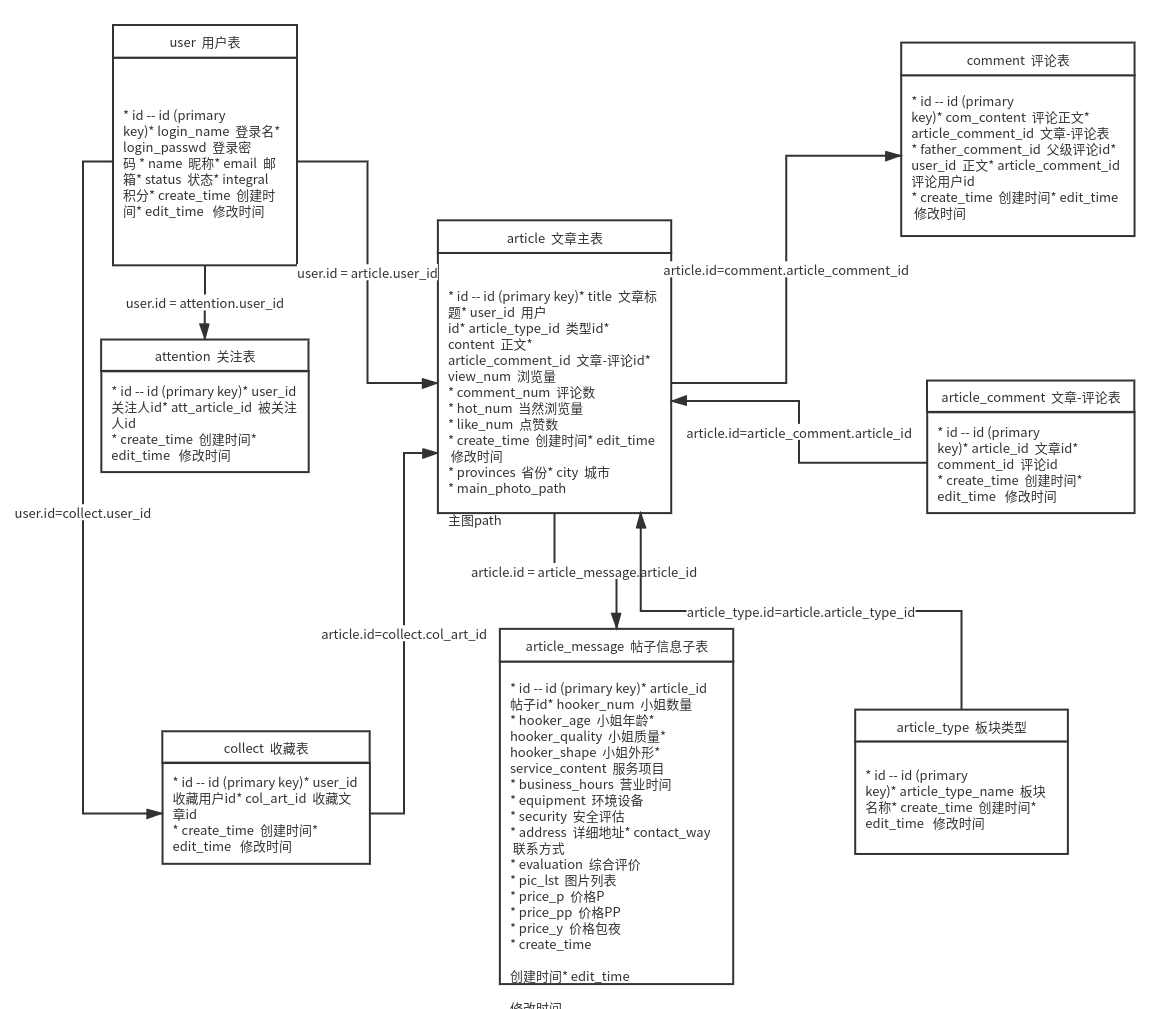 user 用户表
* id -- id (primary
key)* login_name 登录名*
login_passwd 登录密
码 * name 昵称* email 邮
箱* status 状态* integral
积分* create_time 创建时
间* edit_time 修改时间
user.id = attention.user_id
attention 关注表
* id -- id (primary key)* user_id
关注人id* att_article_id 被关注
人id
* create_time 创建时间*
edit_time 修改时间
user.id=collect.user_id
collect 收藏表
* id -- id (primary key)* user_id
收藏用户id* col_art_id 收藏文
章id
* create_time 创建时间*
edit_time 修改时间
user.id = article.user_id
article.id=collect.col_art_id
article 文章主表
* id -- id (primary key)* title 文章标
题* user_id 用户
id* article_type_id 类型id*
content 正文*
article_comment_id 文章-评论id*
view_num 浏览量
* comment_num 评论数
* hot_num 当然浏览量
* like_num 点赞数
* create_time 创建时间* edit_time
修改时间
* provinces 省份* city 城市
* main_photo_path
主图path
article.id = article_message.article_id
article_message 帖子信息子表
* id -- id (primary key)* article_id
帖子id* hooker_num 小姐数量
* hooker_age 小姐年龄*
hooker_quality 小姐质量*
hooker_shape 小姐外形*
service_content 服务项目
* business_hours 营业时间
* equipment 环境设备
* security 安全评估
* address 详细地址* contact_way
联系方式
* evaluation 综合评价
* pic_lst 图片列表
* price_p 价格P
* price_pp 价格PP
* price_y 价格包夜
* create_time
创建时间* edit_time
修改时间
article.id=comment.article_comment_id
comment 评论表
* id -- id (primary
key)* com_content 评论正文*
article_comment_id 文章-评论表
* father_comment_id 父级评论id*
user_id 正文* article_comment_id
评论用户id
* create_time 创建时间* edit_time
修改时间
article.id=article_comment.article_id
article_comment 文章-评论表
* id -- id (primary
key)* article_id 文章id*
comment_id 评论id
* create_time 创建时间*
edit_time 修改时间
article_type.id=article.article_type_id
article_type 板块类型
* id -- id (primary
key)* article_type_name 板块
名称* create_time 创建时间*
edit_time 修改时间